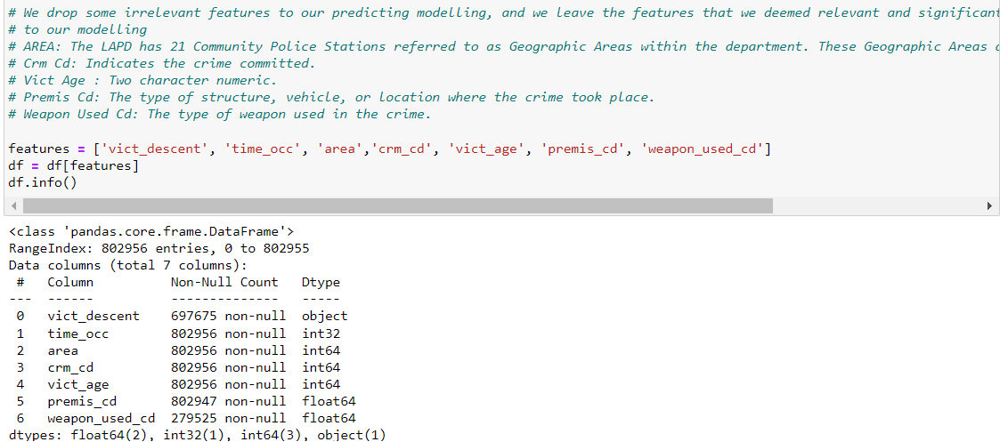 # We drop some irrelevant features to our predicting modelling, and we leave the features that we deemed relevant and significant
# to our modelling
# AREA: The LAPD has 21 Community Police Stations referred to as Geographic Areas within the department. These Geographic Areas
# Crm Cd: Indicates the crime committed.
# Vict Age : Two character numeric.
# Premis Cd: The type of structure, vehicle, or location where the crime took place.
# Weapon Used Cd: The type of weapon used in the crime.
features = ['vict_descent', 'time_occ', 'area','crm_cd', 'vict_age', 'premis_cd', 'weapon_used_cd']
df = df[features]
df.info()
<class 'pandas.core.frame.DataFrame'>
RangeIndex: 802956 entries, 0 to 802955
Data columns (total 7 columns):
 #   Column          Non-Null Count   Dtype
---  ------          --------------   -----
 0   vict_descent    697675 non-null  object
 1   time_occ        802956 non-null  int32
 2   area            802956 non-null  int64
 3   crm_cd          802956 non-null  int64
 4   vict_age        802956 non-null  int64
 5   premis_cd       802947 non-null  float64
 6   weapon_used_cd  279525 non-null  float64
dtypes: float64(2), int32(1), int64(3), object(1)